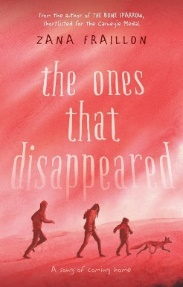 from the author of THE BONE SPARROW,
shortlisted for the Carnegie Medal
ZANA FRAILLON
the ones
that
disappeared
A story of coming home